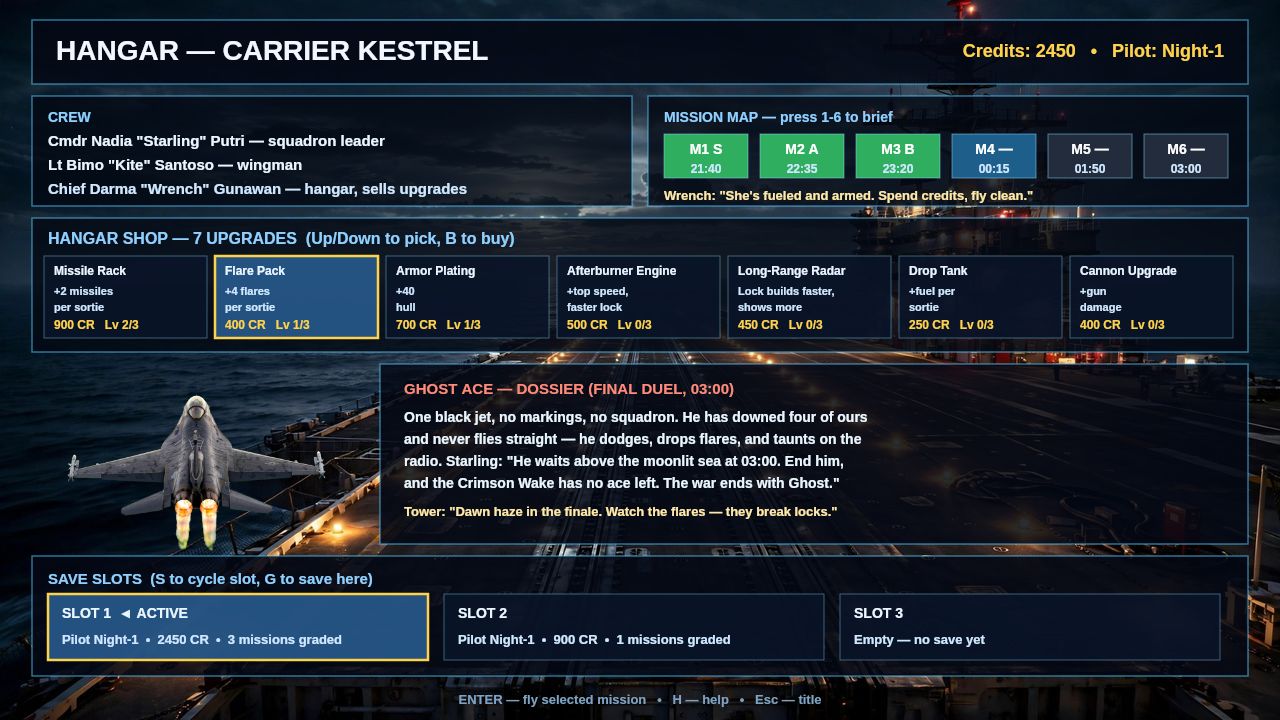 HANGAR — CARRIER KESTREL
Credits: 2450 • Pilot: Night-1
CREW
Cmdr Nadia "Starling" Putri — squadron leader
Lt Bimo "Kite" Santoso — wingman
Chief Darma "Wrench" Gunawan — hangar, sells upgrades
MISSION MAP — press 1-6 to brief
M1 S
21:40
M2 A
22:35
M3 B
23:20
M4 —
00:15
M5 —
01:50
M6 —
03:00
Wrench: "She's fueled and armed. Spend credits, fly clean."
HANGAR SHOP — 7 UPGRADES (Up/Down to pick, B to buy)
Missile Rack
+2 missiles
per sortie
900 CR Lv 2/3
Flare Pack
+4 flares
per sortie
400 CR Lv 1/3
Armor Plating
+40
hull
700 CR Lv 1/3
Afterburner Engine
+top speed,
faster lock
500 CR Lv 0/3
Long-Range Radar
Lock builds faster,
shows more
450 CR Lv 0/3
Drop Tank
+fuel per
sortie
250 CR Lv 0/3
Cannon Upgrade
+gun
damage
400 CR Lv 0/3
GHOST ACE — DOSSIER (FINAL DUEL, 03:00)
One black jet, no markings, no squadron. He has downed four of ours
and never flies straight — he dodges, drops flares, and taunts on the
radio. Starling: "He waits above the moonlit sea at 03:00. End him,
and the Crimson Wake has no ace left. The war ends with Ghost."
Tower: "Dawn haze in the finale. Watch the flares — they break locks."
SAVE SLOTS (S to cycle slot, G to save here)
SLOT 1 ◄ ACTIVE
Pilot Night-1 • 2450 CR • 3 missions graded
SLOT 2
Pilot Night-1 • 900 CR • 1 missions graded
SLOT 3
Empty — no save yet
ENTER — fly selected mission • H — help • Esc — title